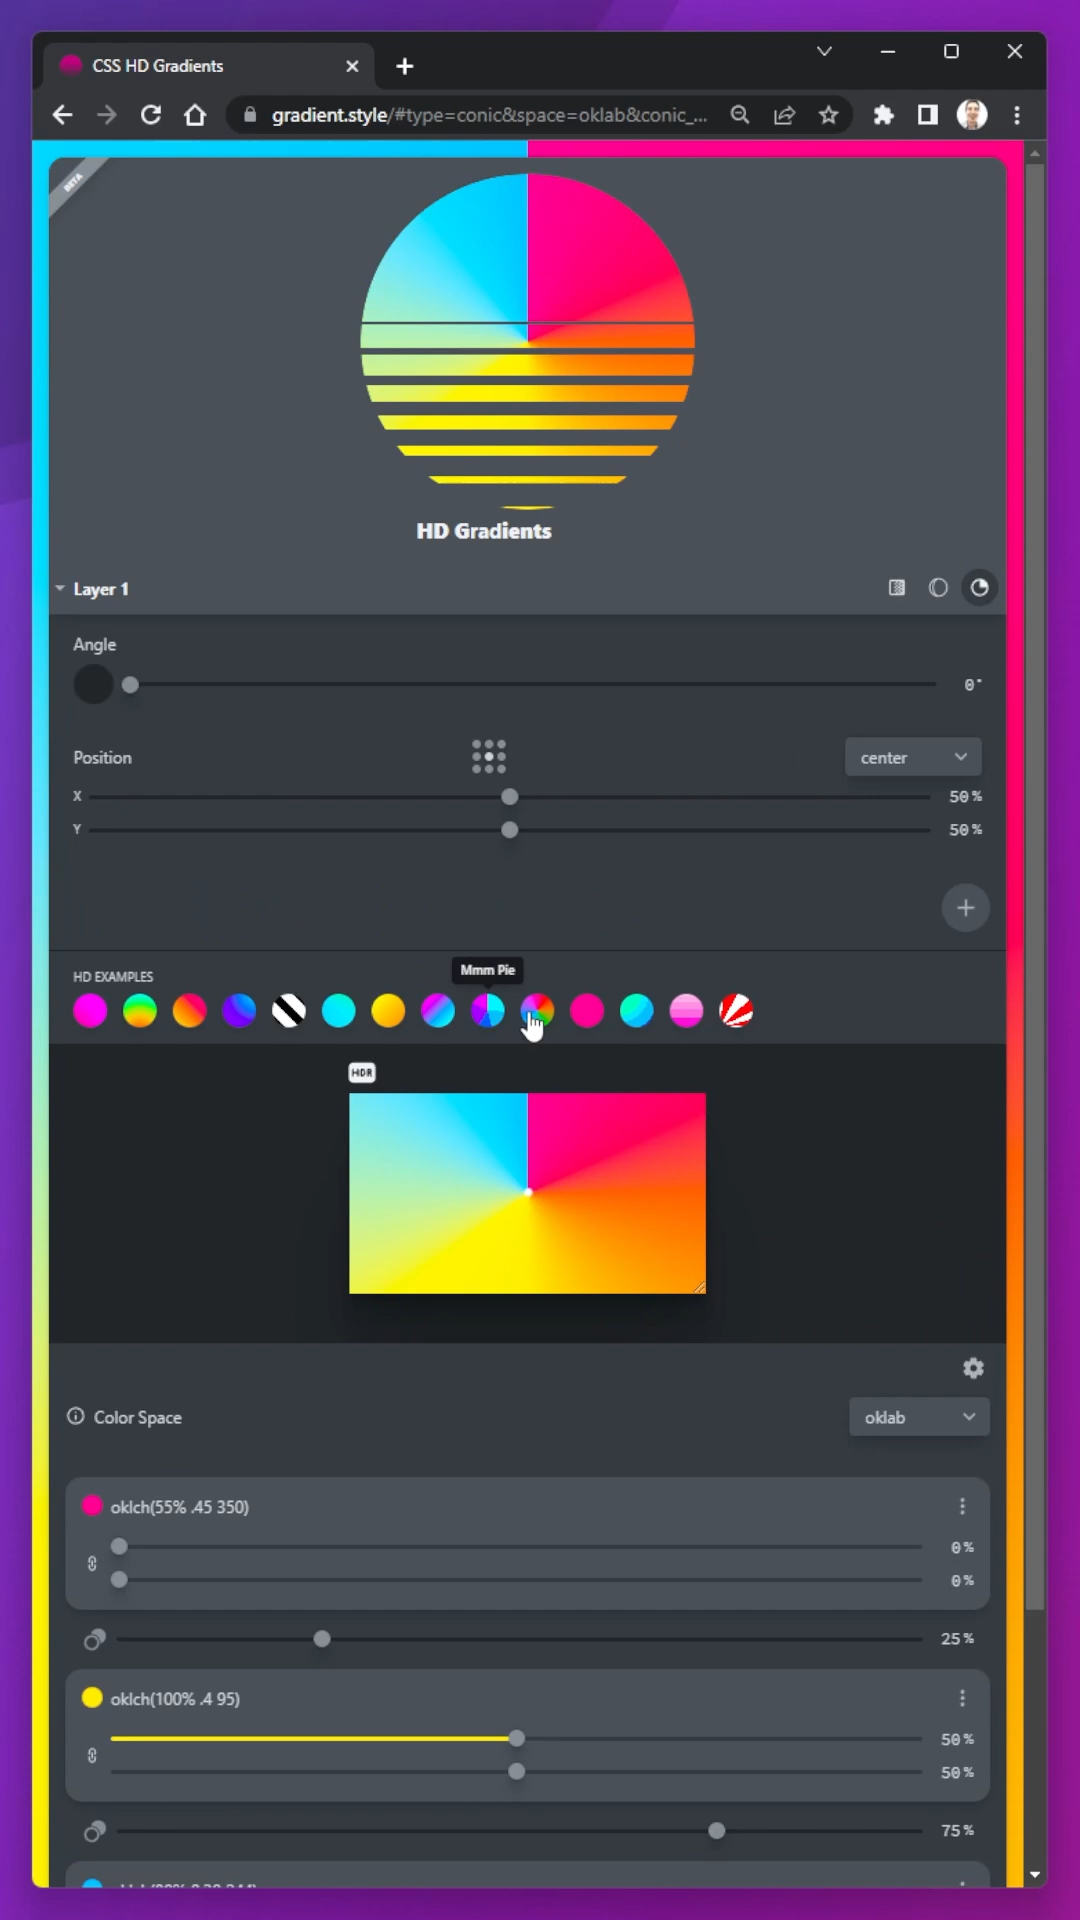 CSS HD Gradients
gradient.style/#type=conic&space=oklab&conic_...
BETA
HD Gradients
Layer 1
Angle
0°
Position
center
X
50%
Y
50%
HD EXAMPLES
Mmm Pie
HDR
Color Space
oklab
oklch(55% .45 350)
0%
0%
25%
oklch(100% .4 95)
50%
50%
75%